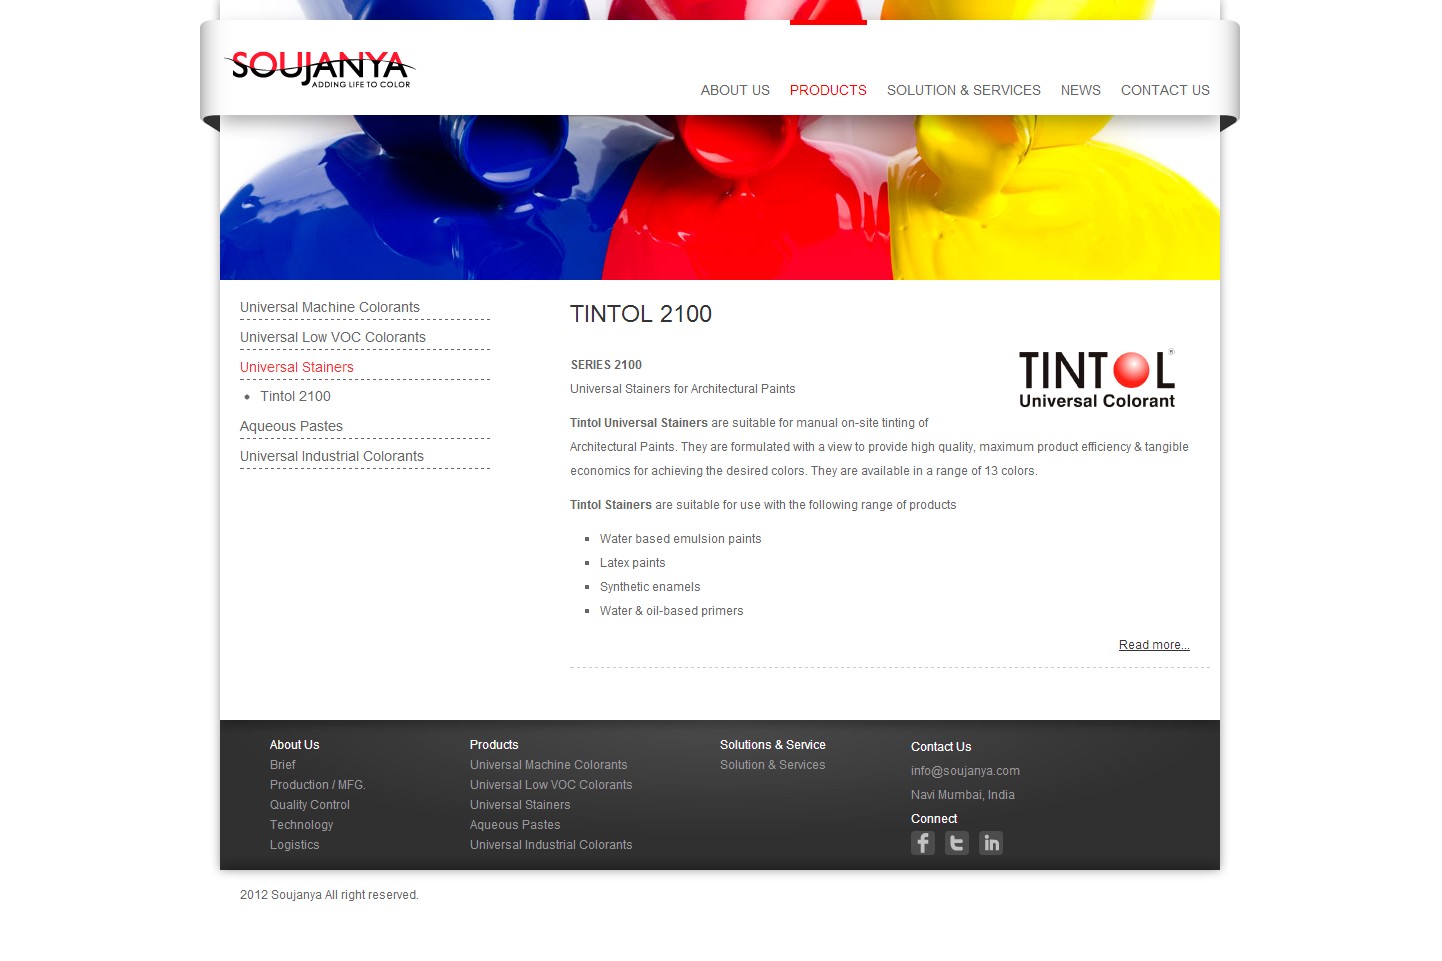 SOUJANYA
ADDING LIFE TO COLOR
ABOUT US PRODUCTS SOLUTION & SERVICES NEWS CONTACT US
Universal Machine Colorants
Universal Low VOC Colorants
Universal Stainers
• Tintol 2100
Aqueous Pastes
Universal Industrial Colorants
TINTOL 2100
TINTOL®
Universal Colorant
SERIES 2100
Universal Stainers for Architectural Paints
Tintol Universal Stainers are suitable for manual on-site tinting of
Architectural Paints. They are formulated with a view to provide high quality, maximum product efficiency & tangible
economics for achieving the desired colors. They are available in a range of 13 colors.
Tintol Stainers are suitable for use with the following range of products
▪ Water based emulsion paints
▪ Latex paints
▪ Synthetic enamels
▪ Water & oil-based primers
Read more...
About Us
Brief
Production / MFG.
Quality Control
Technology
Logistics
Products
Universal Machine Colorants
Universal Low VOC Colorants
Universal Stainers
Aqueous Pastes
Universal Industrial Colorants
Solutions & Service
Solution & Services
Contact Us
info@soujanya.com
Navi Mumbai, India
Connect
2012 Soujanya All right reserved.